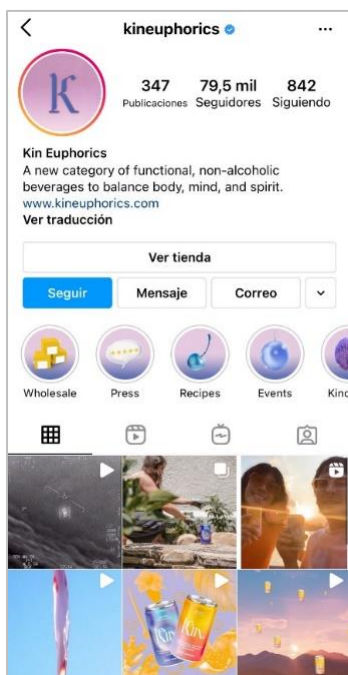 kineuphorics
K
347 79,5 mil 842
Publicaciones Seguidores Siguiendo
Kin Euphorics
A new category of functional, non-alcoholic
beverages to balance body, mind, and spirit.
www.kineuphorics.com
Ver traducción
Ver tienda
Seguir Mensaje Correo
Wholesale Press Recipes Events Kind
Kin Kin